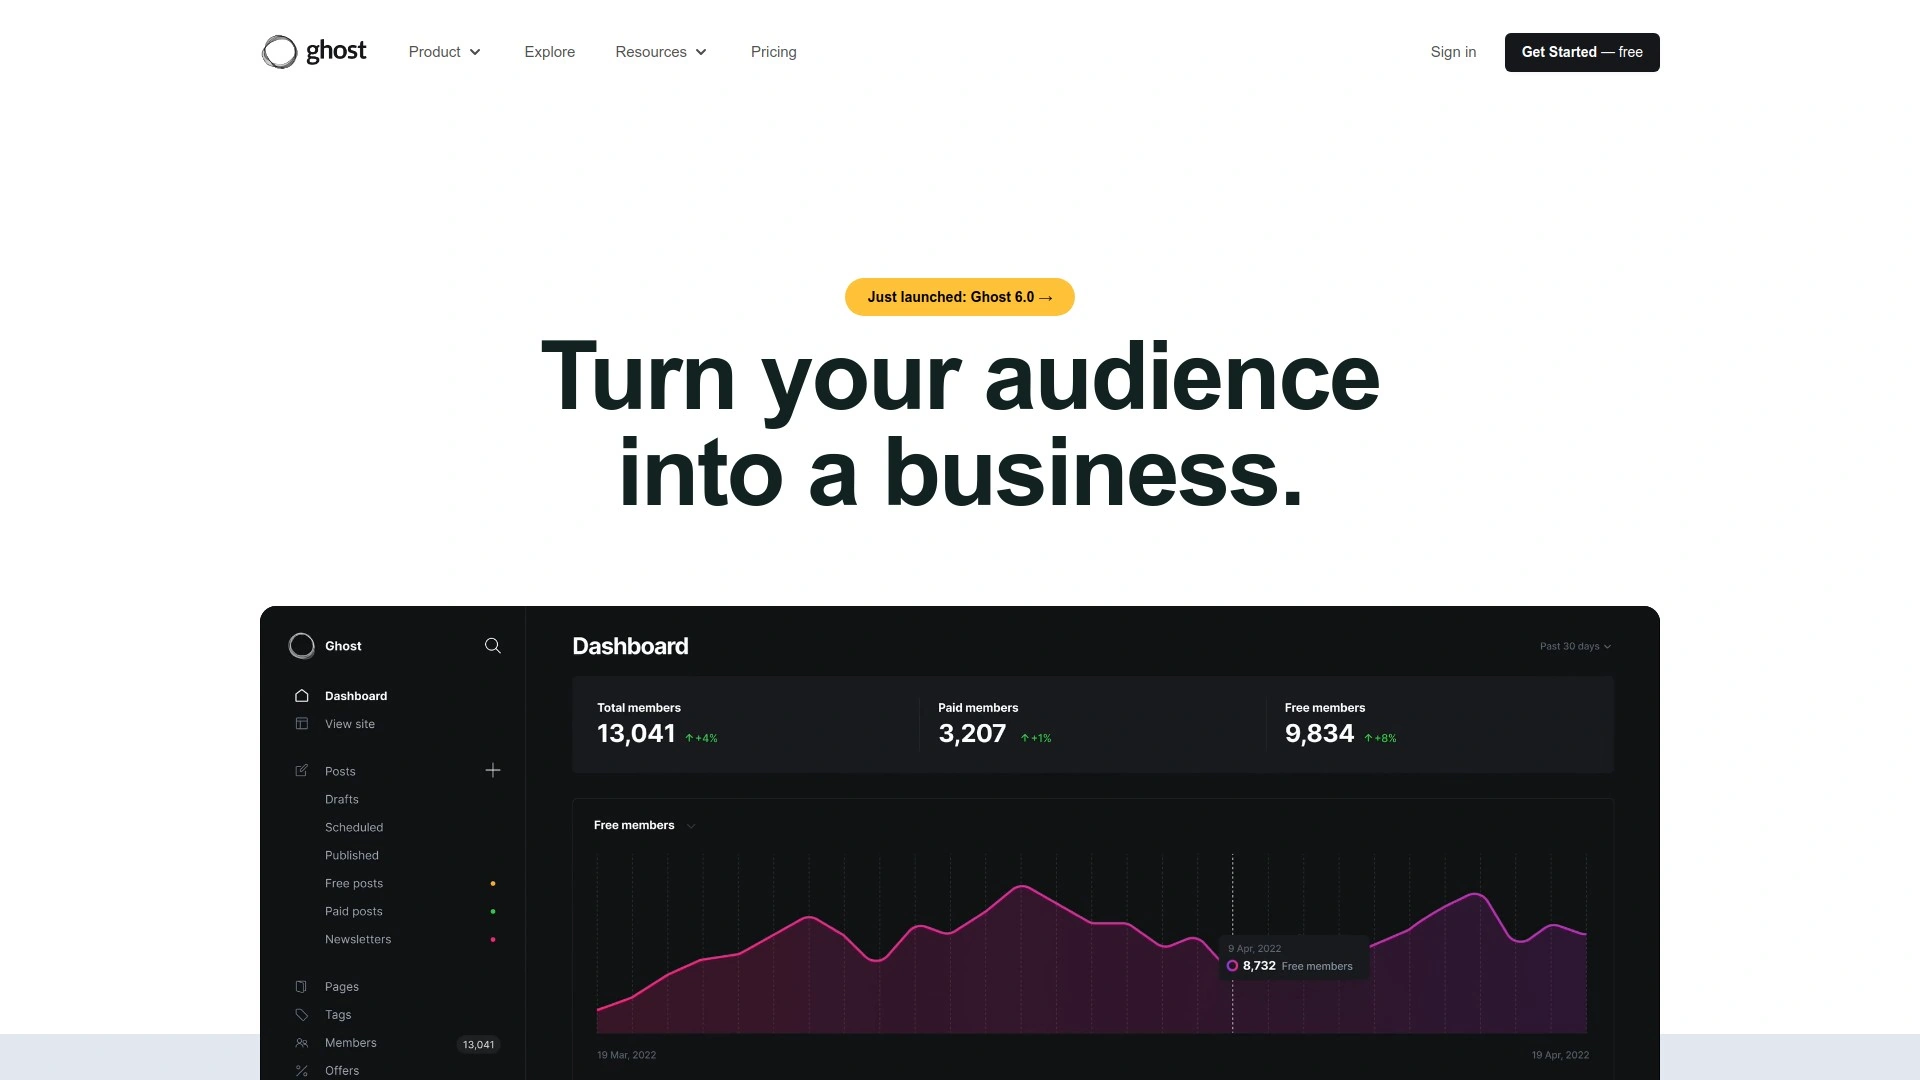 ghost
Product
Explore
Resources
Pricing
Sign in
Get Started — free
Just launched: Ghost 6.0 →
Turn your audience
into a business.
Ghost
Dashboard
View site
Posts
Drafts
Scheduled
Published
Free posts
Paid posts
Newsletters
Pages
Tags
Members 13,041
Offers
Dashboard
Past 30 days
Total members
13,041 ↑+4%
Paid members
3,207 ↑+1%
Free members
9,834 ↑+8%
Free members
9 Apr, 2022
8,732 Free members
19 Mar, 2022
19 Apr, 2022